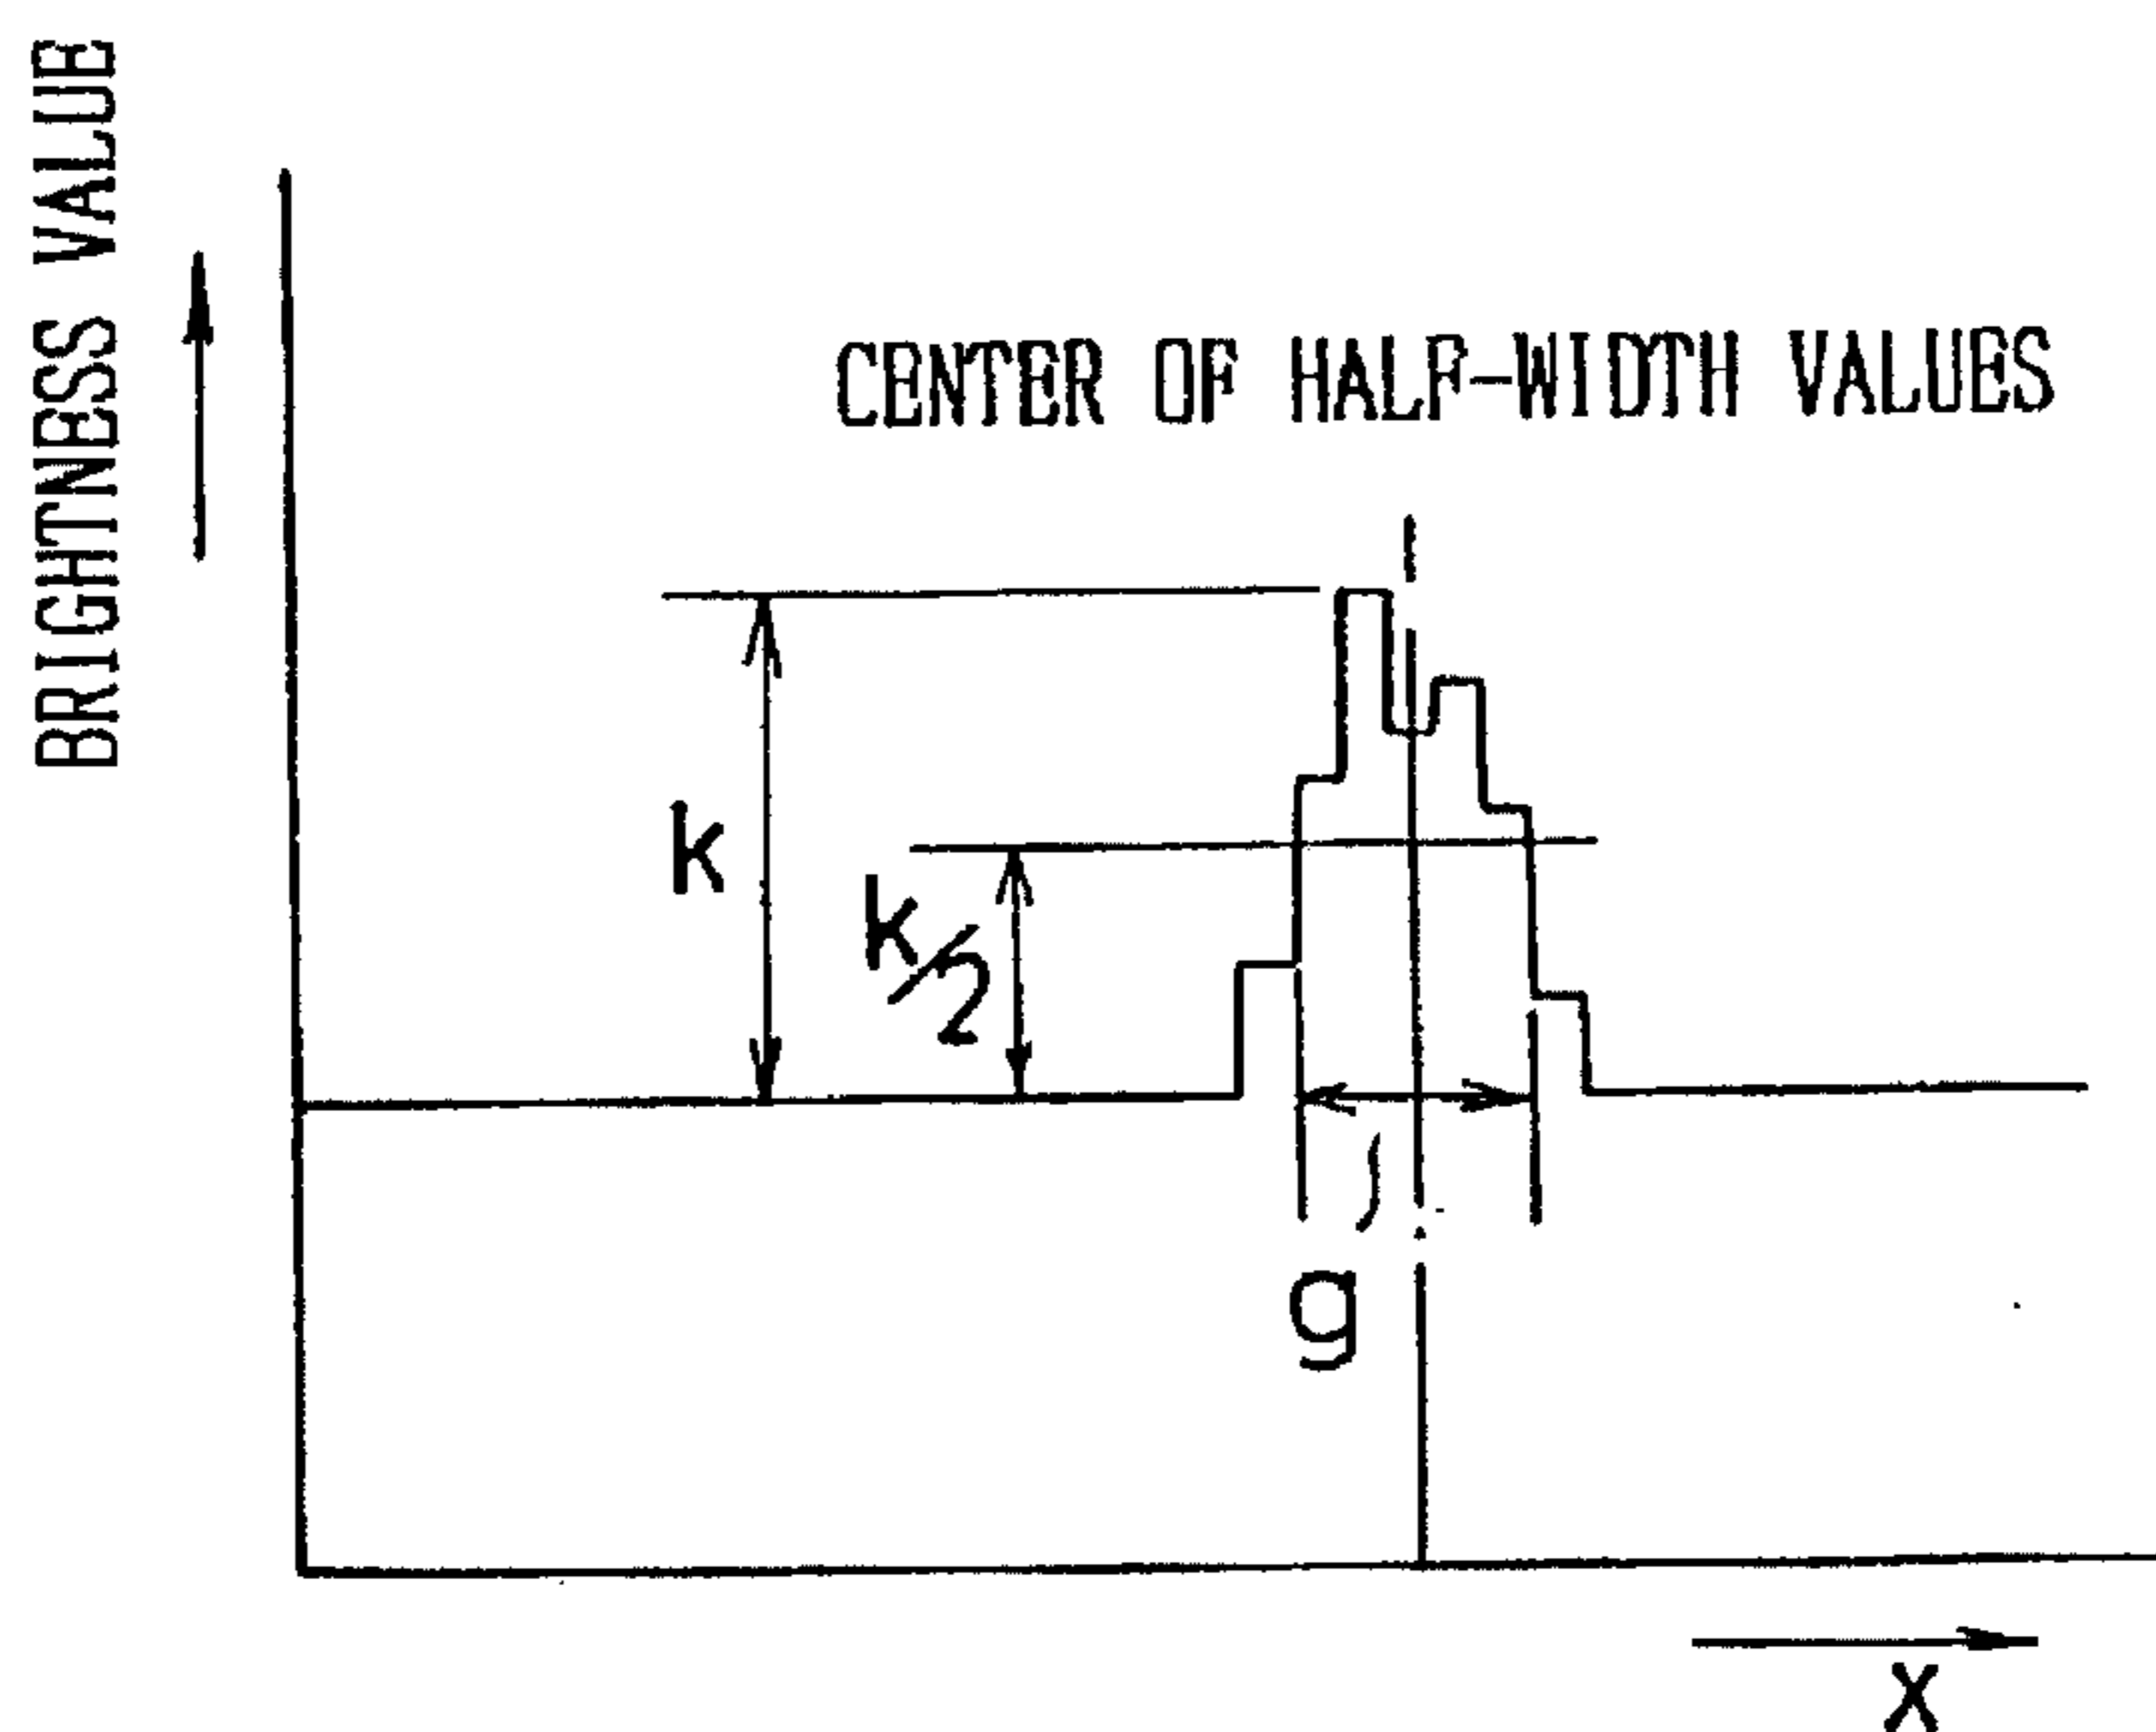 BRIGHTNESS VALUE
CENTER OF HALF-WIDTH VALUES
k
k/2
g
X